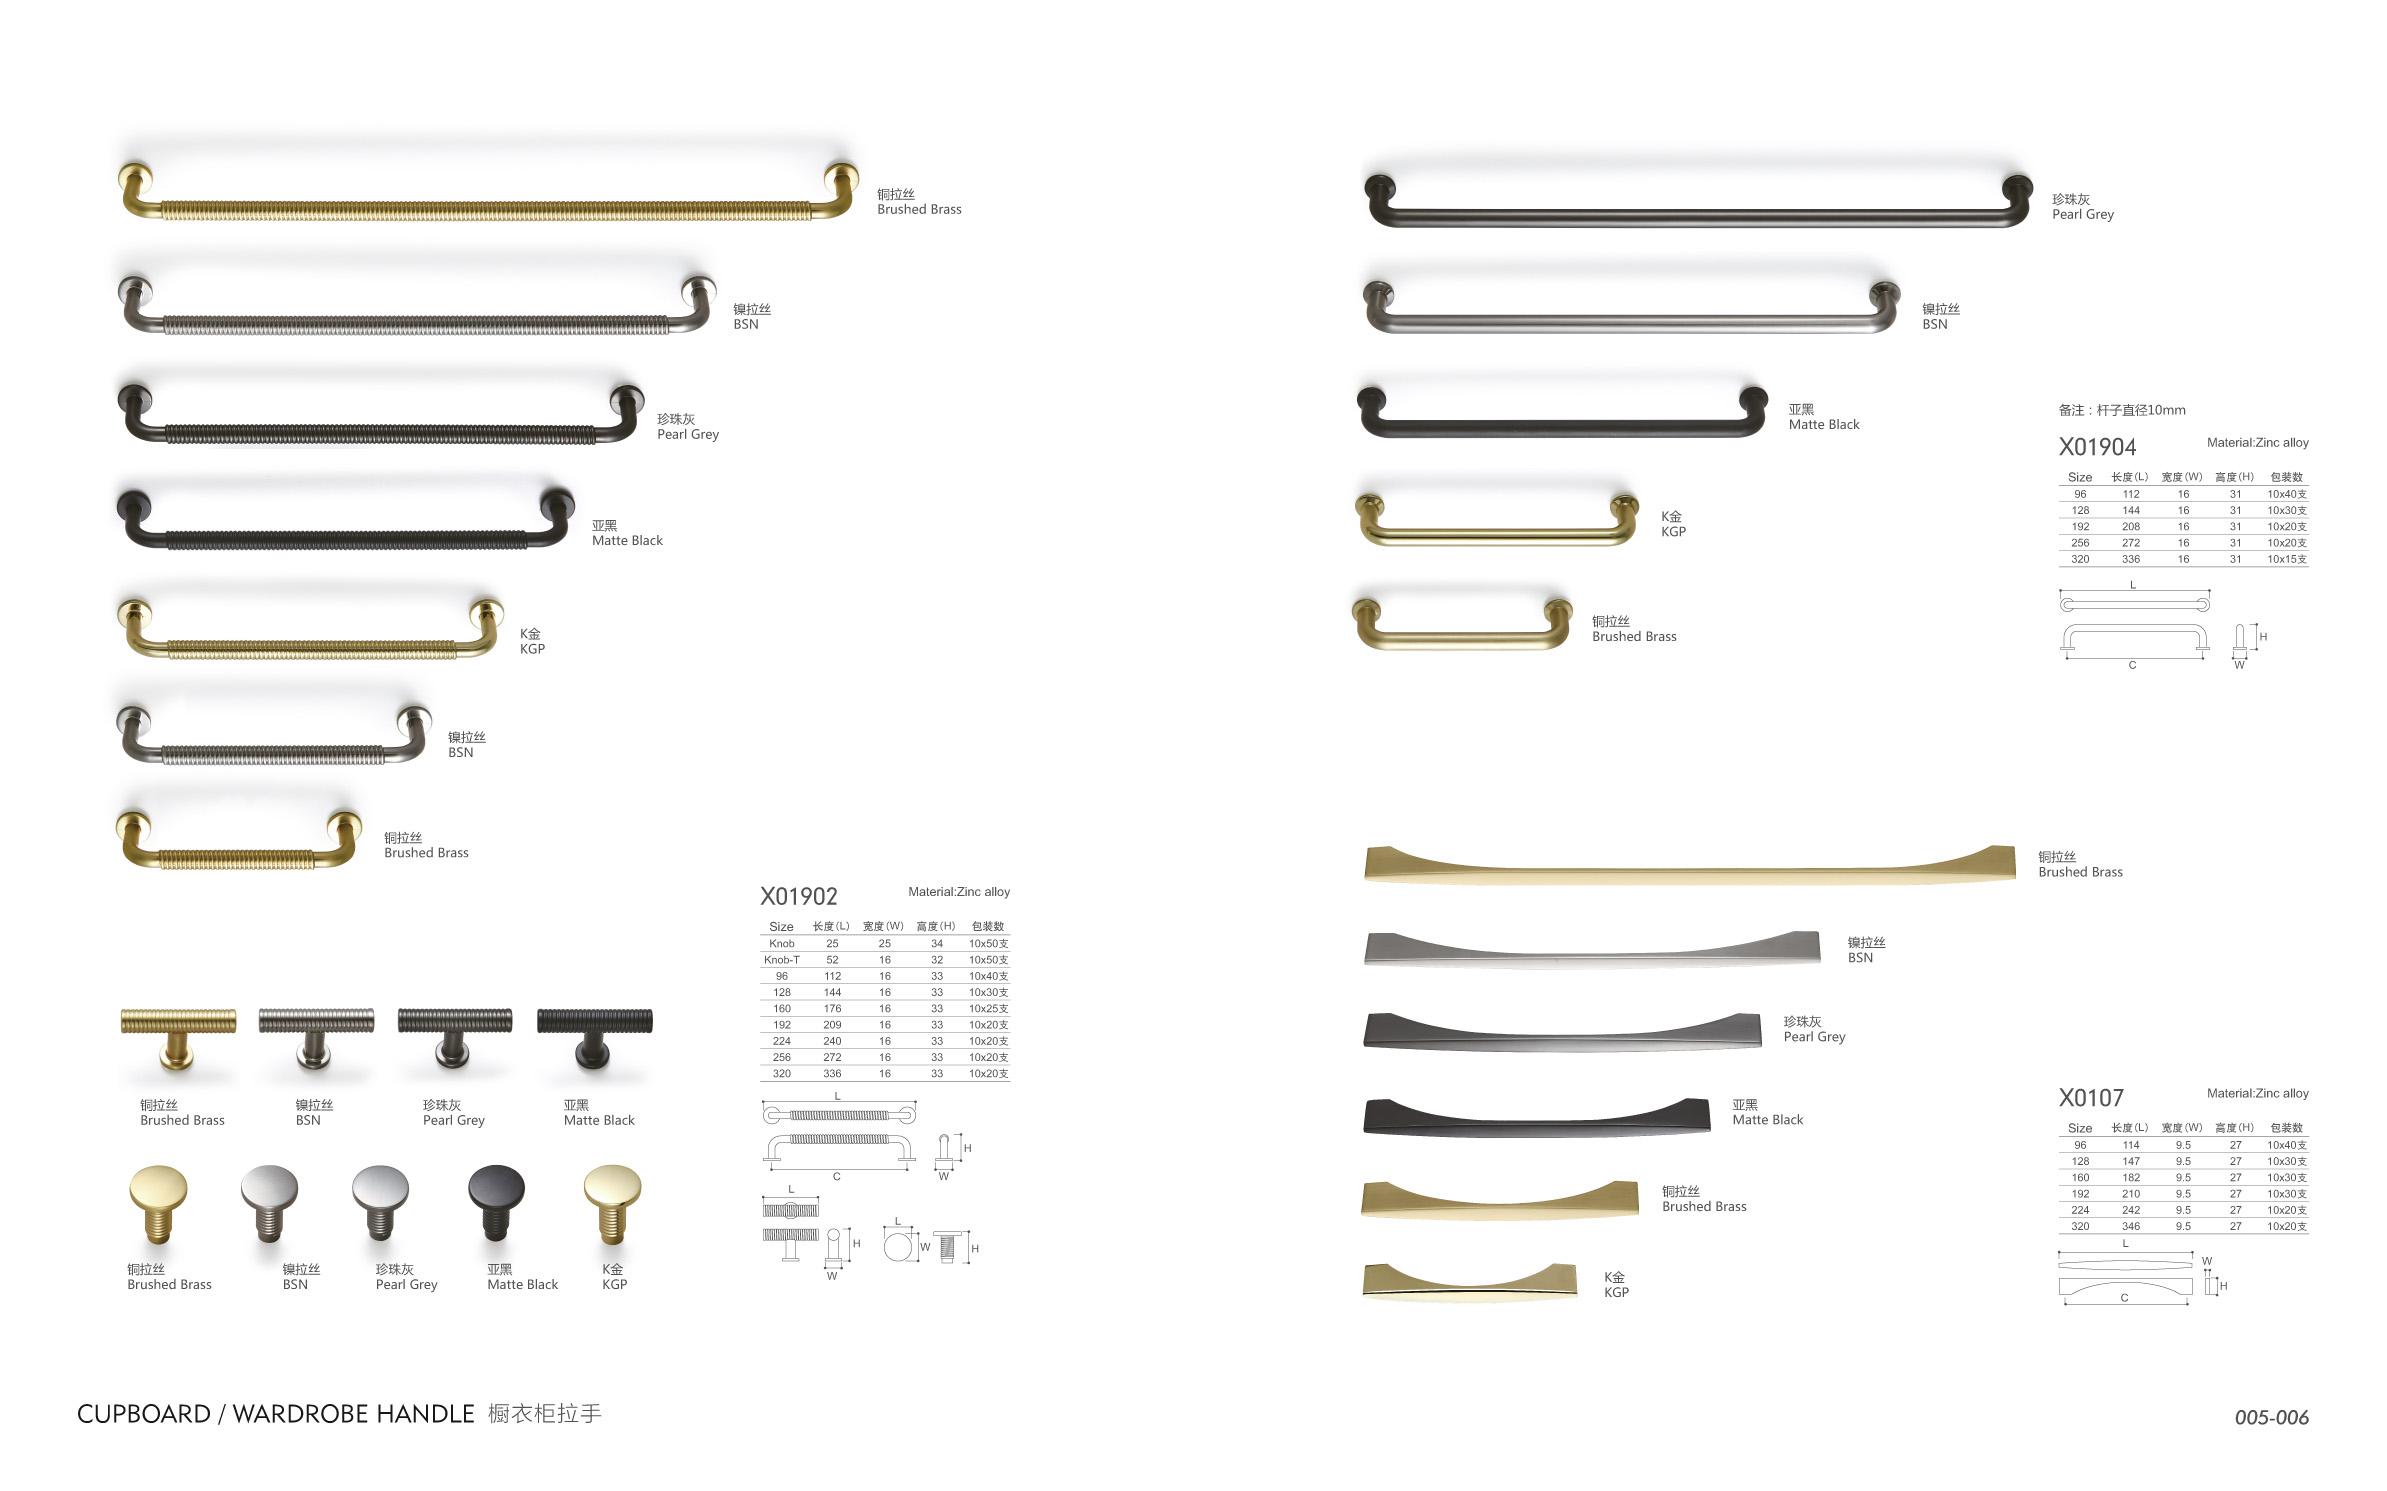 铜拉丝
Brushed Brass
镍拉丝
BSN
珍珠灰
Pearl Grey
亚黑
Matte Black
K金
KGP
镍拉丝
BSN
铜拉丝
Brushed Brass
X01902 Material:Zinc alloy
Size 长度(L) 宽度(W) 高度(H) 包装数
Knob 25 25 34 10x50支
Knob-T 52 16 32 10x50支
96 112 16 33 10x40支
128 144 16 33 10x30支
160 176 16 33 10x25支
192 209 16 33 10x20支
224 240 16 33 10x20支
256 272 16 33 10x20支
320 336 16 33 10x20支
L
H
C W
L
H
W
L
W
H
铜拉丝 镍拉丝 珍珠灰 亚黑
Brushed Brass BSN Pearl Grey Matte Black
铜拉丝 镍拉丝 珍珠灰 亚黑 K金
Brushed Brass BSN Pearl Grey Matte Black KGP
珍珠灰
Pearl Grey
镍拉丝
BSN
亚黑
Matte Black
K金
KGP
铜拉丝
Brushed Brass
备注：杆子直径10mm
X01904 Material:Zinc alloy
Size 长度(L) 宽度(W) 高度(H) 包装数
96 112 16 31 10x40支
128 144 16 31 10x30支
192 208 16 31 10x20支
256 272 16 31 10x20支
320 336 16 31 10x15支
L
H
C W
铜拉丝
Brushed Brass
镍拉丝
BSN
珍珠灰
Pearl Grey
亚黑
Matte Black
铜拉丝
Brushed Brass
K金
KGP
X0107 Material:Zinc alloy
Size 长度(L) 宽度(W) 高度(H) 包装数
96 114 9.5 27 10x40支
128 147 9.5 27 10x30支
160 182 9.5 27 10x30支
192 210 9.5 27 10x30支
224 242 9.5 27 10x20支
320 346 9.5 27 10x20支
L
W
H
C
CUPBOARD / WARDROBE HANDLE 橱衣柜拉手
005-006